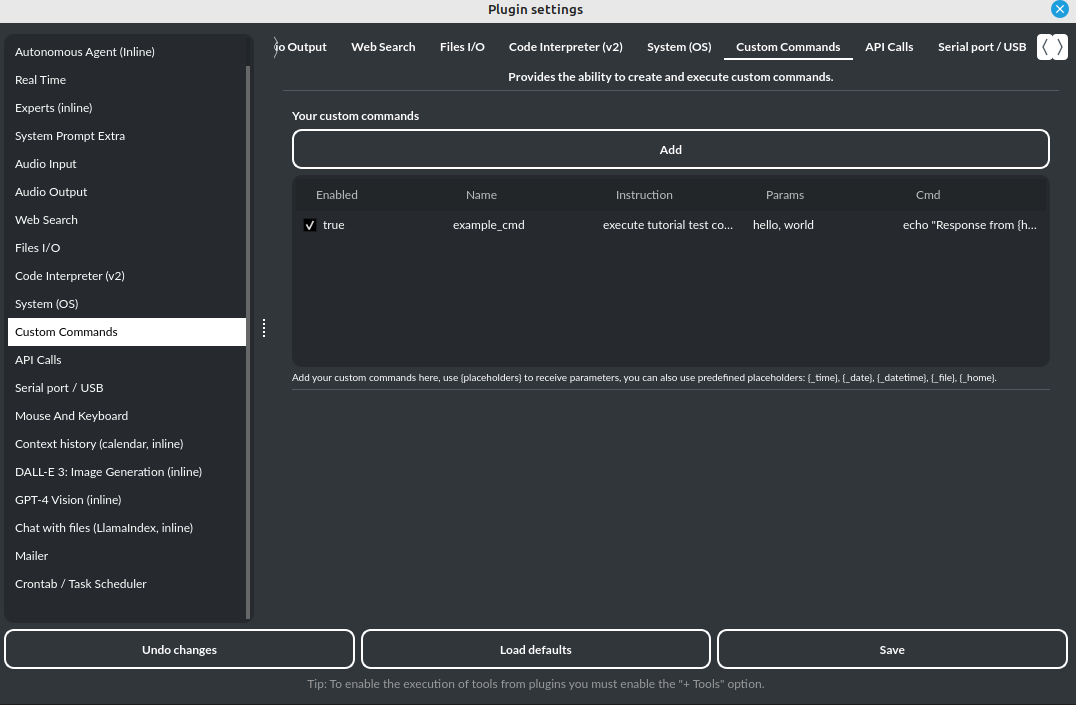 Plugin settings
Autonomous Agent (Inline)
Real Time
Experts (inline)
System Prompt Extra
Audio Input
Audio Output
Web Search
Files I/O
Code Interpreter (v2)
System (OS)
Custom Commands
API Calls
Serial port / USB
Mouse And Keyboard
Context history (calendar, inline)
DALL-E 3: Image Generation (inline)
GPT-4 Vision (inline)
Chat with files (LlamaIndex, inline)
Mailer
Crontab / Task Scheduler
io Output Web Search Files I/O Code Interpreter (v2) System (OS) Custom Commands API Calls Serial port / USB
Provides the ability to create and execute custom commands.
Your custom commands
Add
Enabled Name Instruction Params Cmd
true example_cmd execute tutorial test co... hello, world echo "Response from {h...
Add your custom commands here, use {placeholders} to receive parameters, you can also use predefined placeholders: {_time}, {_date}, {_datetime}, {_file}, {_home}.
Undo changes Load defaults Save
Tip: To enable the execution of tools from plugins you must enable the "+ Tools" option.